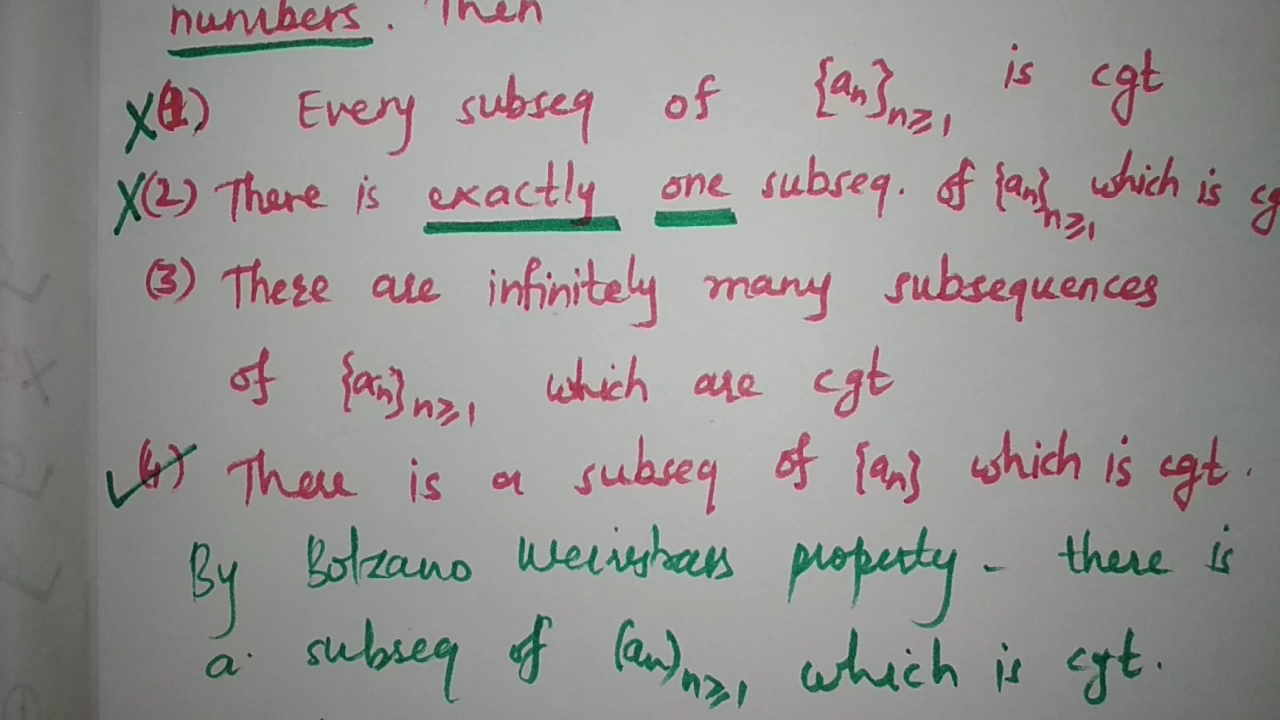 numbers. Then
X(1) Every subseq of {aₙ}ₙ≥₁ is cgt
X(2) There is exactly one subseq. of {aₙ}ₙ≥₁ which is cg
(3) There are infinitely many subsequences
of {aₙ}ₙ≥₁ which are cgt
✓(4) There is a subseq of {aₙ} which is cgt.
By Bolzano Weirstrass property - there is
a subseq of (aₙ)ₙ≥₁ which is cgt.